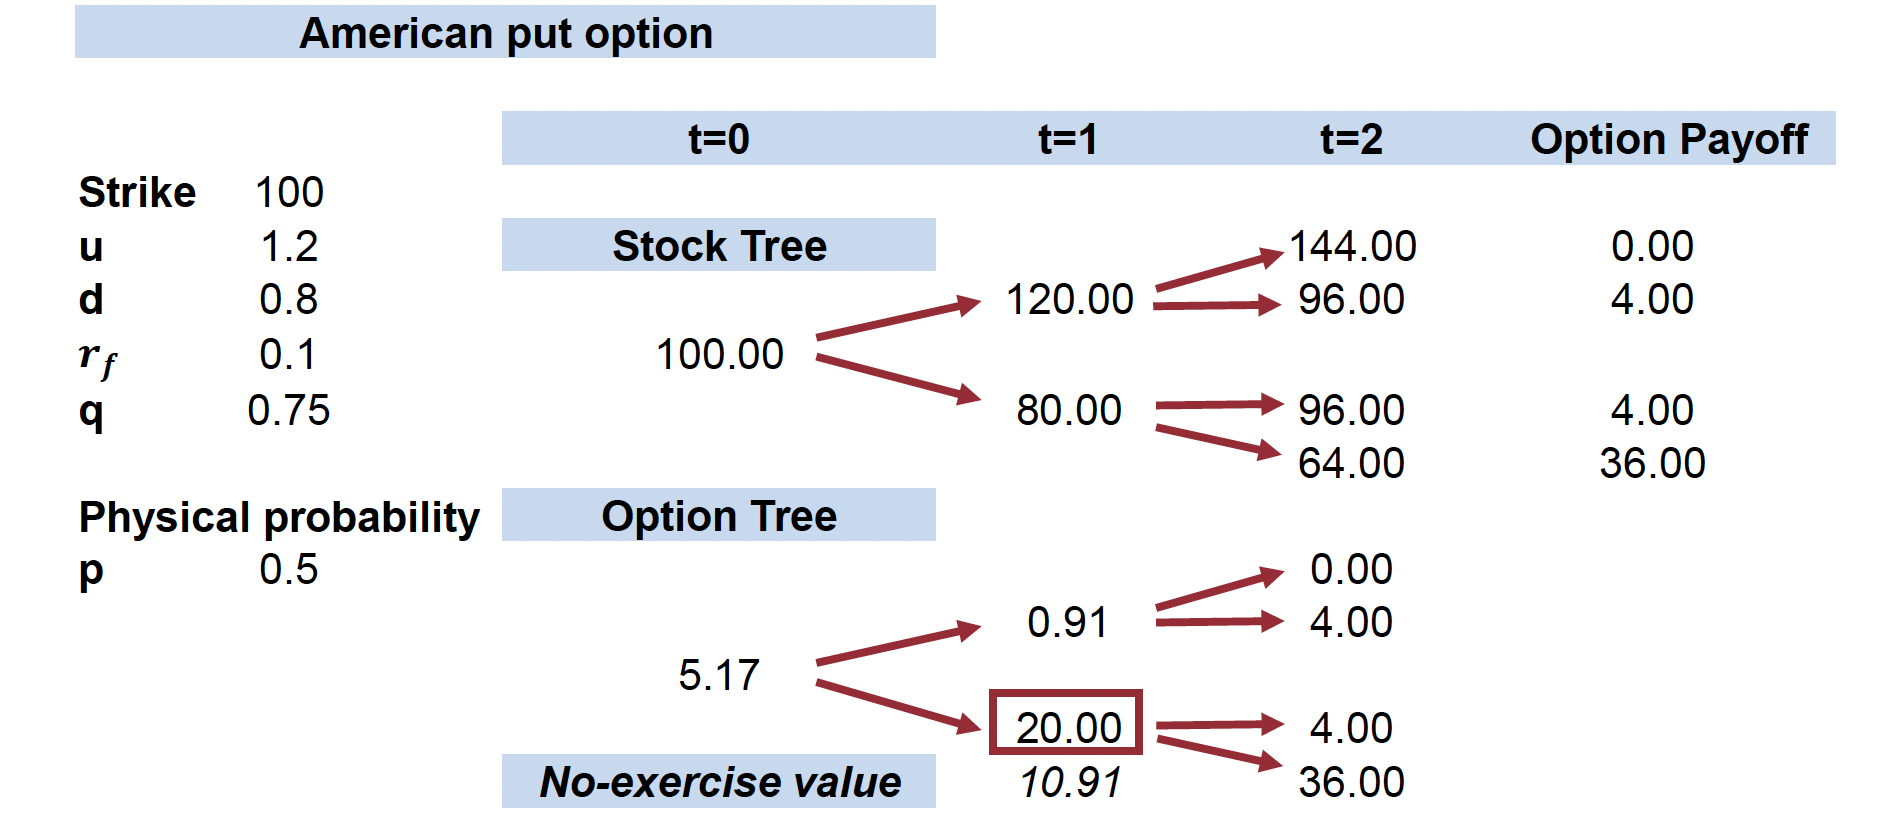 American put option
t=0 t=1 t=2 Option Payoff
Strike 100
u 1.2 Stock Tree 144.00 0.00
d 0.8 120.00 96.00 4.00
r_f 0.1 100.00
q 0.75 80.00 96.00 4.00
64.00 36.00
Physical probability Option Tree
p 0.5 0.00
0.91 4.00
5.17
20.00 4.00
No-exercise value 10.91 36.00